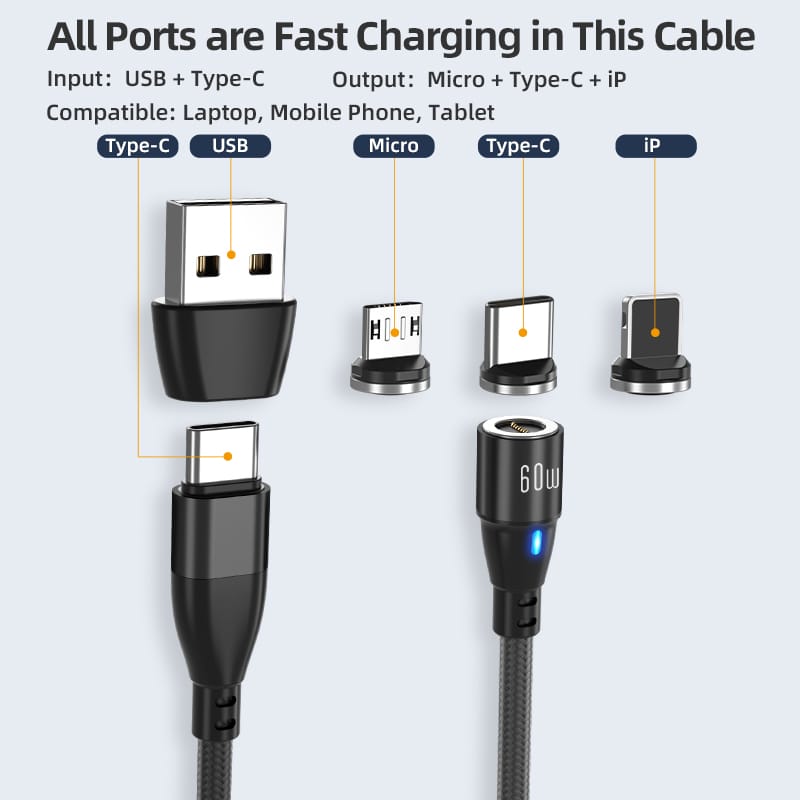 All Ports are Fast Charging in This Cable
Input: USB + Type-C Output: Micro + Type-C + iP
Compatible: Laptop, Mobile Phone, Tablet
Type-C USB Micro Type-C iP
60w